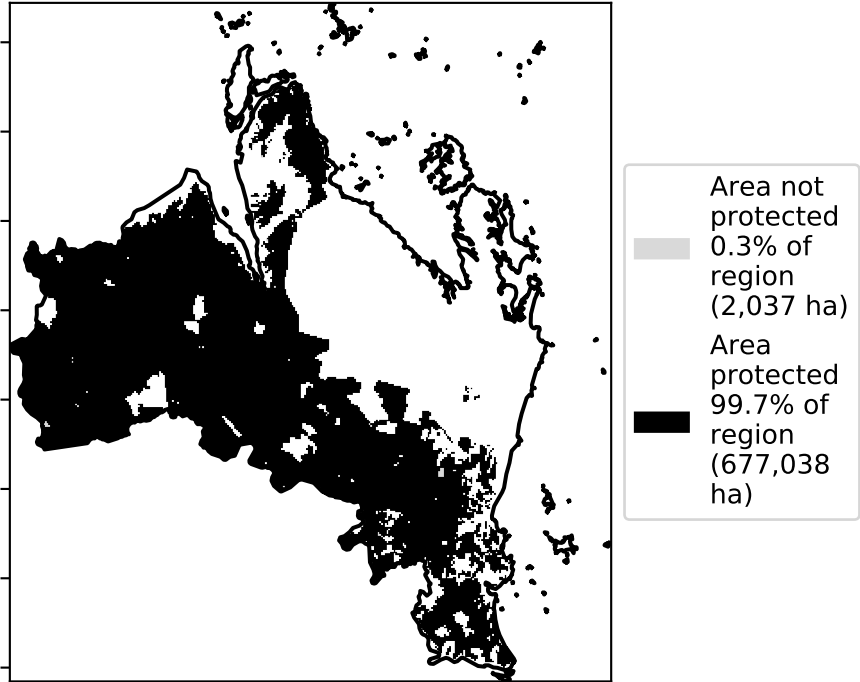 Area not
protected
0.3% of
region
(2,037 ha)
Area
protected
99.7% of
region
(677,038
ha)